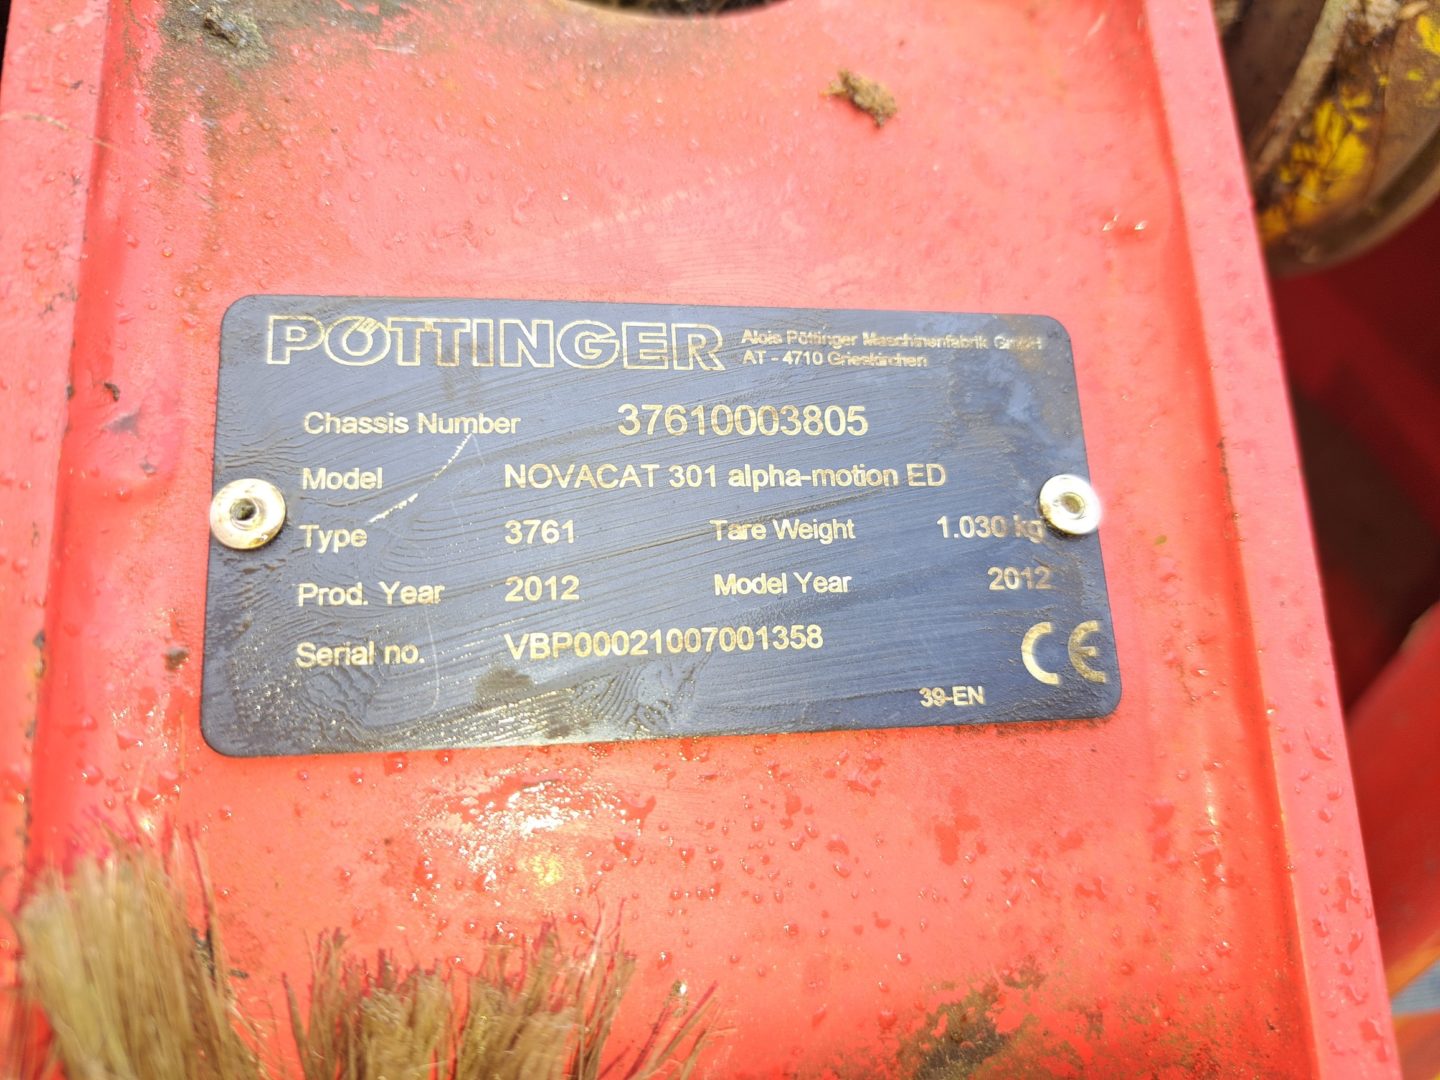 PÖTTINGER Alois Pöttinger Maschinenfabrik GmbH
AT - 4710 Grieskirchen
Chassis Number 37610003805
Model NOVACAT 301 alpha-motion ED
Type 3761 Tare Weight 1.030 kg
Prod. Year 2012 Model Year 2012
Serial no. VBP00021007001358
CE
39-EN